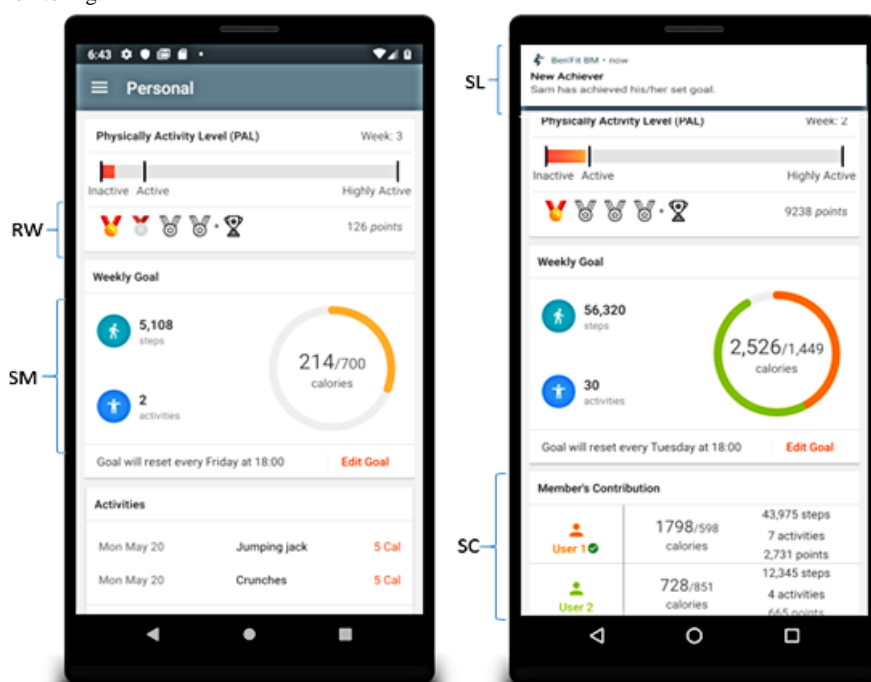 RW
SM
6:43
Personal
Physically Activity Level (PAL) Week: 3
Inactive Active Highly Active
126 points
Weekly Goal
5,108
steps
214/700
calories
2
activities
Goal will reset every Friday at 18:00 Edit Goal
Activities
Mon May 20 Jumping jack 5 Cal
Mon May 20 Crunches 5 Cal
SL
SC
BeniFit BM • now
New Achiever
Sam has achieved his/her set goal.
Physically Activity Level (PAL) Week: 2
Inactive Active Highly Active
9238 points
Weekly Goal
56,320
steps
2,526/1,449
calories
30
activities
Goal will reset every Tuesday at 18:00 Edit Goal
Member's Contribution
User 1
1798/598
calories
43,975 steps
7 activities
2,731 points
User 2
728/851
calories
12,345 steps
4 activities
665 points